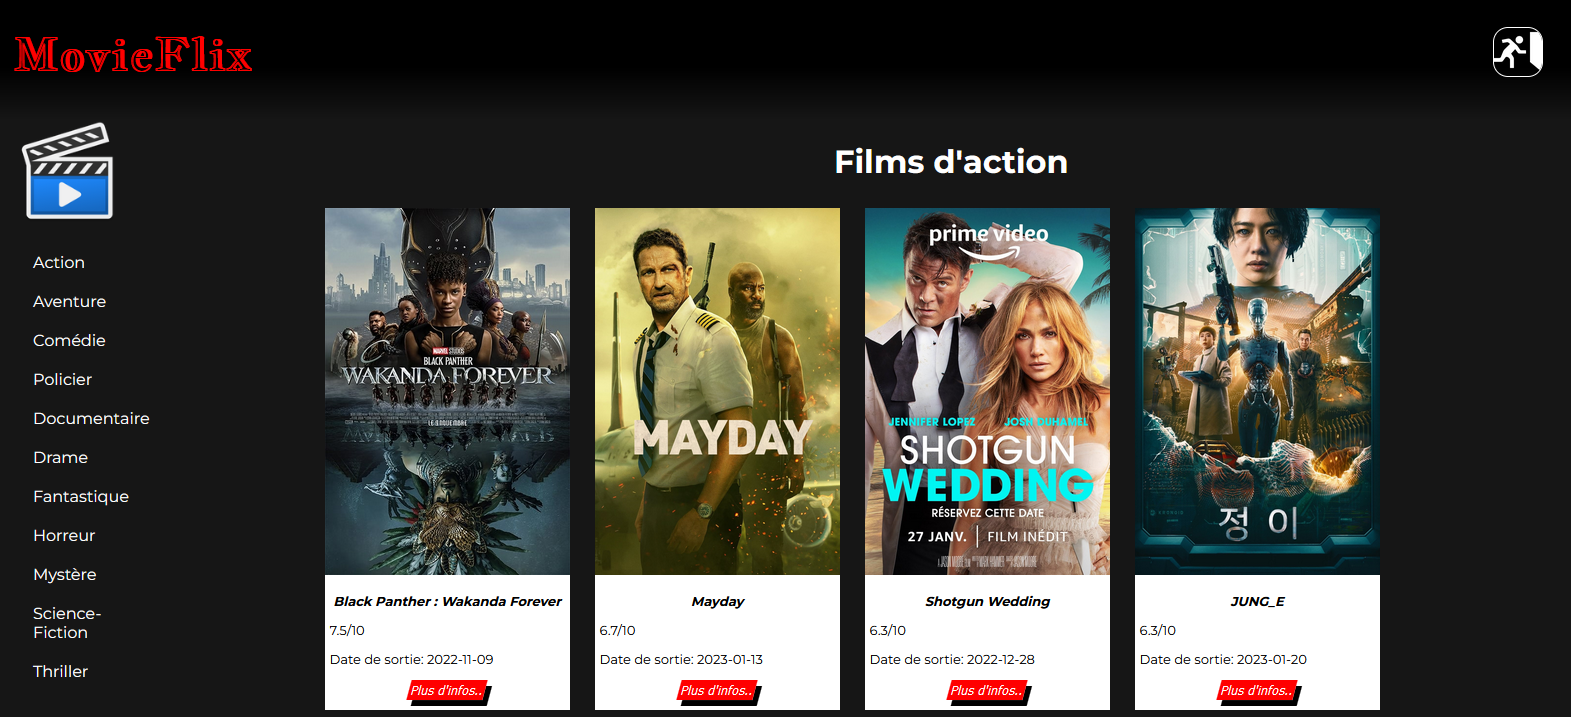 MovieFlix
Films d'action
Action
Aventure
Comédie
Policier
Documentaire
Drame
Fantastique
Horreur
Mystère
Science-
Fiction
Thriller
MARVEL STUDIOS
BLACK PANTHER
WAKANDA FOREVER
LE 9 NOVEMBRE
Black Panther : Wakanda Forever
7.5/10
Date de sortie: 2022-11-09
Plus d'infos..
MAYDAY
Mayday
6.7/10
Date de sortie: 2023-01-13
Plus d'infos..
prime video
JENNIFER LOPEZ JOSH DUHAMEL
SHOTGUN
WEDDING
RÉSERVEZ CETTE DATE
27 JANV. | FILM INÉDIT
Shotgun Wedding
6.3/10
Date de sortie: 2022-12-28
Plus d'infos..
정이
JUNG_E
6.3/10
Date de sortie: 2023-01-20
Plus d'infos..